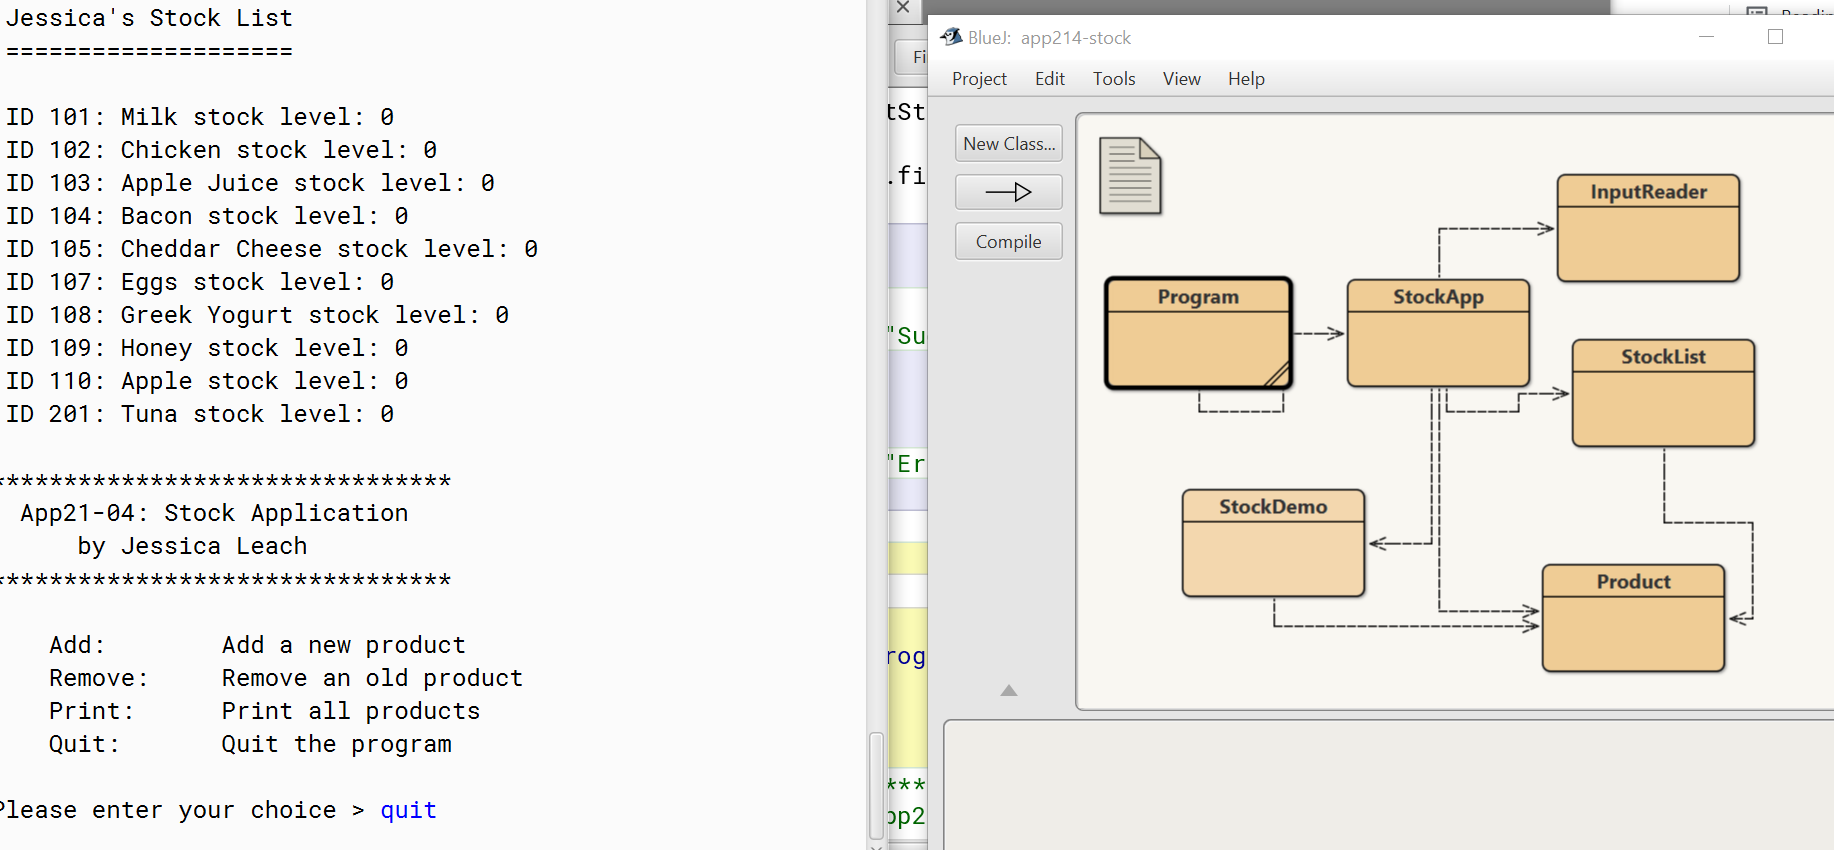 Jessica's Stock List
====================
ID 101: Milk stock level: 0
ID 102: Chicken stock level: 0
ID 103: Apple Juice stock level: 0
ID 104: Bacon stock level: 0
ID 105: Cheddar Cheese stock level: 0
ID 107: Eggs stock level: 0
ID 108: Greek Yogurt stock level: 0
ID 109: Honey stock level: 0
ID 110: Apple stock level: 0
ID 201: Tuna stock level: 0
********************************
App21-04: Stock Application
by Jessica Leach
********************************
Add: Add a new product
Remove: Remove an old product
Print: Print all products
Quit: Quit the program
Please enter your choice > quit
tSt
.fi
"Su
"Er
rog
***
pp2
BlueJ: app214-stock
Project Edit Tools View Help
New Class...
Compile
InputReader
Program
StockApp
StockList
StockDemo
Product